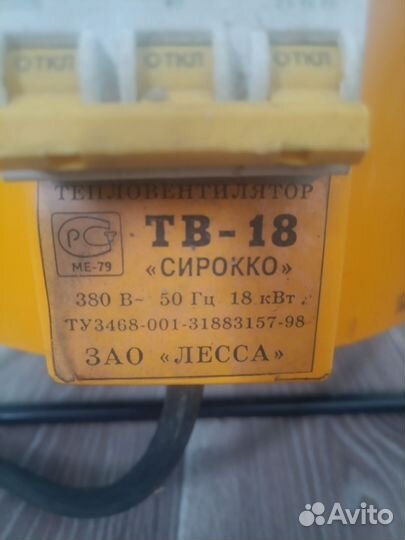 ОТКЛ ОТКЛ ОТКЛ
ТЕПЛОВЕНТИЛЯТОР
РСТ ТВ-18
МЕ-79 «СИРОККО»
380 В~ 50 Гц 18 кВт.
ТУ3468-001-31883157-98
ЗАО «ЛЕССА»
Avito